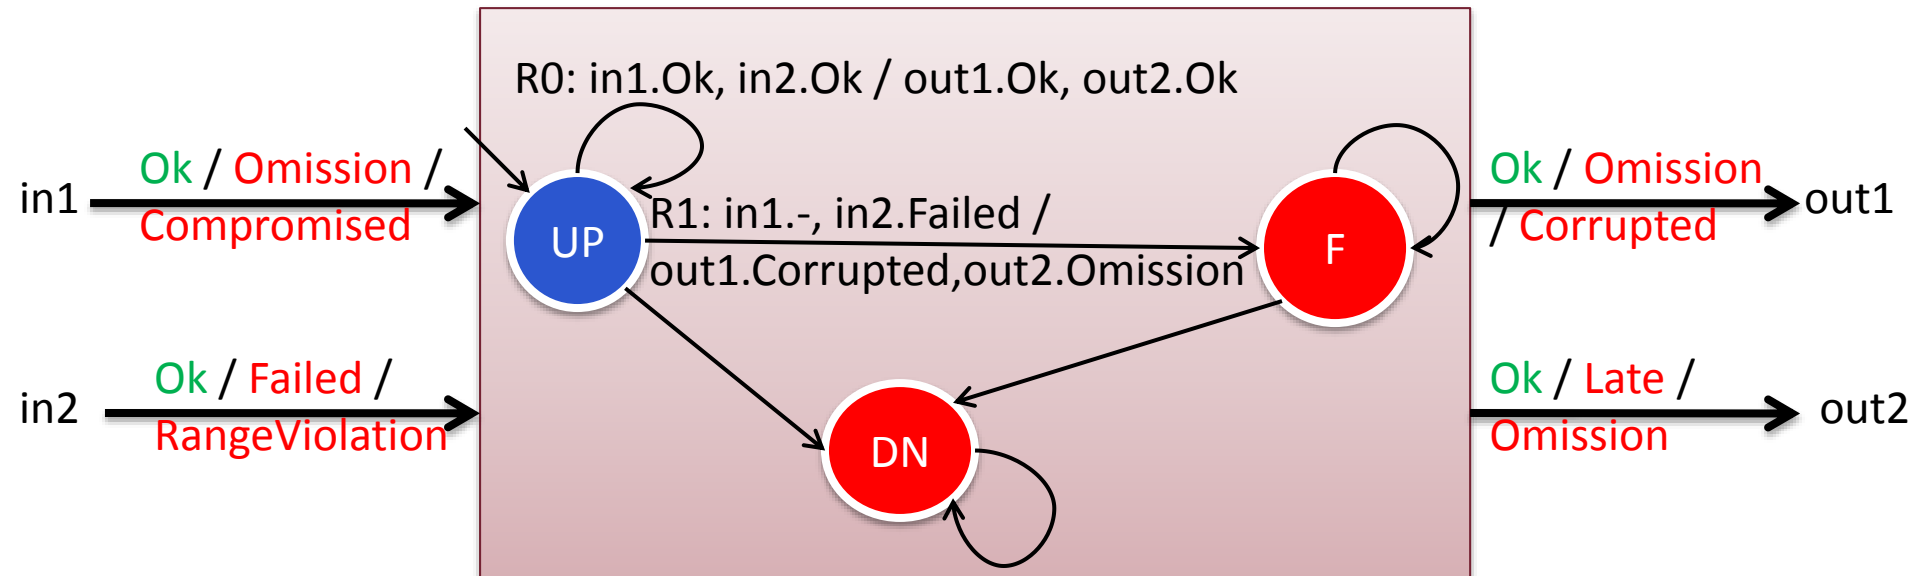 R0: in1.Ok, in2.Ok / out1.Ok, out2.Ok
in1
Ok / Omission /
Compromised
UP
R1: in1.-, in2.Failed /
out1.Corrupted,out2.Omission
F
Ok / Omission
/ Corrupted
out1
in2
Ok / Failed /
RangeViolation
DN
Ok / Late /
Omission
out2